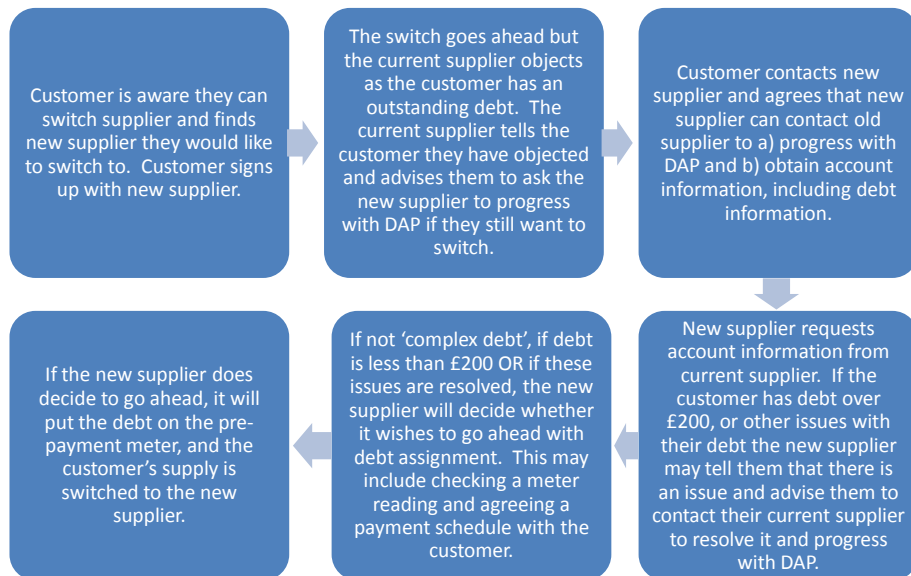 Customer is aware they can
switch supplier and finds
new supplier they would like
to switch to.  Customer signs
up with new supplier.
The switch goes ahead but
the current supplier objects
as the customer has an
outstanding debt.  The
current supplier tells the
customer they have objected
and advises them to ask the
new supplier to progress
with DAP if they still want to
switch.
Customer contacts new
supplier and agrees that new
supplier can contact old
supplier to a) progress with
DAP and b) obtain account
information, including debt
information.
New supplier requests
account information from
current supplier.  If the
customer has debt over
£200, or other issues with
their debt the new supplier
may tell them that there is
an issue and advise them to
contact their current supplier
to resolve it and progress
with DAP.
If not ‘complex debt’, if debt
is less than £200 OR if these
issues are resolved, the new
supplier will decide whether
it wishes to go ahead with
debt assignment.  This may
include checking a meter
reading and agreeing a
payment schedule with the
customer.
If the new supplier does
decide to go ahead, it will
put the debt on the pre-
payment meter, and the
customer’s supply is
switched to the new
supplier.